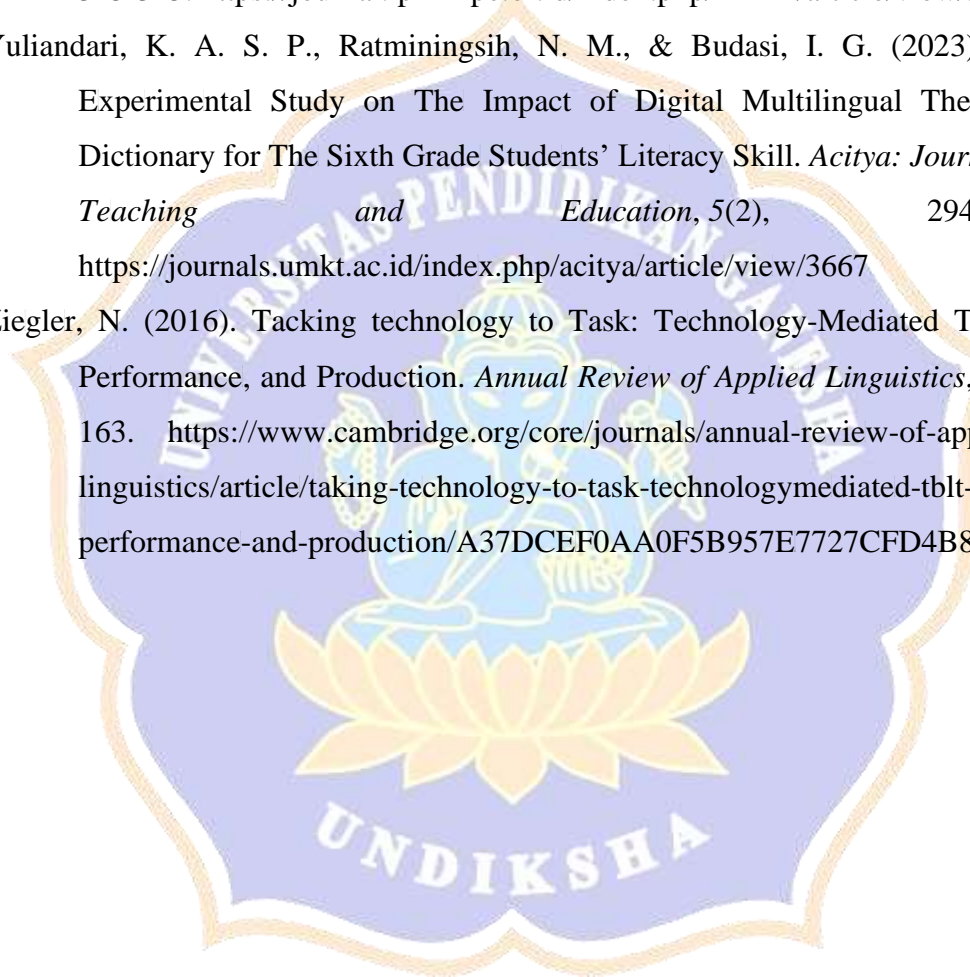 Yuliandari, K. A. S. P., Ratminingsih, N. M., & Budasi, I. G. (2023)
Experimental Study on The Impact of Digital Multilingual The
Dictionary for The Sixth Grade Students’ Literacy Skill. Acitya: Jour
Teaching and Education, 5(2), 294
https://journals.umkt.ac.id/index.php/acitya/article/view/3667
Ziegler, N. (2016). Tacking technology to Task: Technology-Mediated T
Performance, and Production. Annual Review of Applied Linguistics,
163. https://www.cambridge.org/core/journals/annual-review-of-ap
linguistics/article/taking-technology-to-task-technologymediated-tblt-
performance-and-production/A37DCEF0AA0F5B957E7727CFD4B8
UNIVERSITAS PENDIDIKAN GANESHA
UNDIKSHA